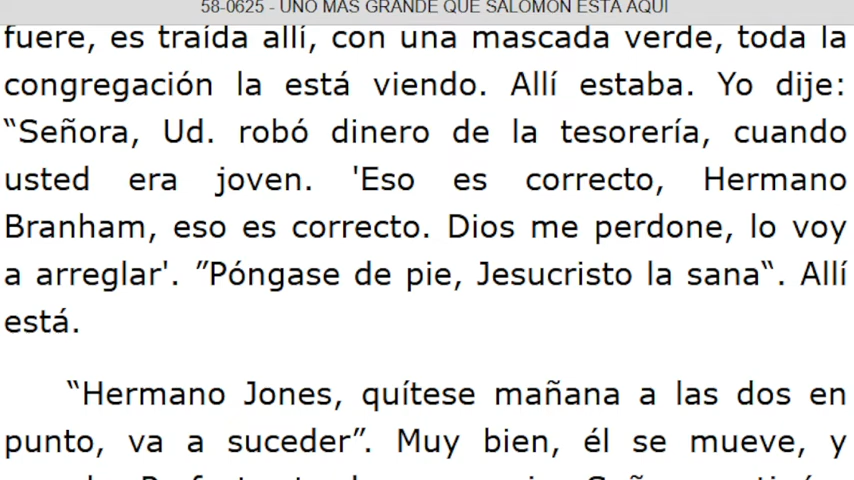 58-0625 - UNO MAS GRANDE QUE SALOMON ESTA AQUI
fuere, es traída allí, con una mascada verde, toda la
congregación la está viendo. Allí estaba. Yo dije:
“Señora, Ud. robó dinero de la tesorería, cuando
usted era joven. 'Eso es correcto, Hermano
Branham, eso es correcto. Dios me perdone, lo voy
a arreglar'. ”Póngase de pie, Jesucristo la sana“. Allí
está.
“Hermano Jones, quítese mañana a las dos en
punto, va a suceder”. Muy bien, él se mueve, y